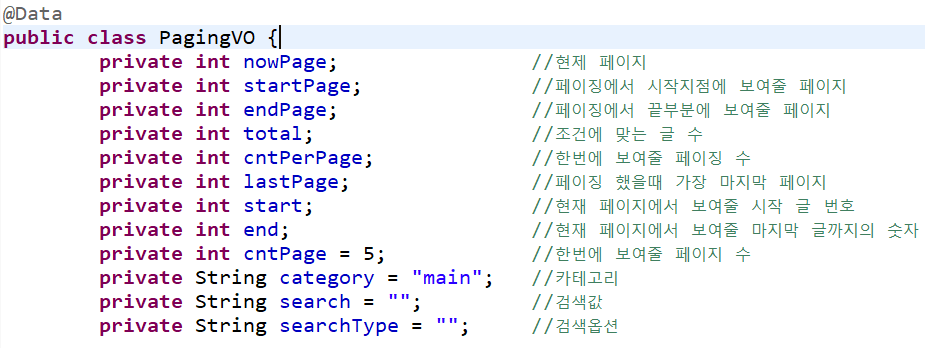 @Data
public class PagingVO {
private int nowPage; //현제 페이지
private int startPage; //페이징에서 시작지점에 보여줄 페이지
private int endPage; //페이징에서 끝부분에 보여줄 페이지
private int total; //조건에 맞는 글 수
private int cntPerPage; //한번에 보여줄 페이징 수
private int lastPage; //페이징 했을때 가장 마지막 페이지
private int start; //현재 페이지에서 보여줄 시작 글 번호
private int end; //현재 페이지에서 보여줄 마지막 글까지의 숫자
private int cntPage = 5; //한번에 보여줄 페이지 수
private String category = "main"; //카테고리
private String search = ""; //검색값
private String searchType = ""; //검색옵션